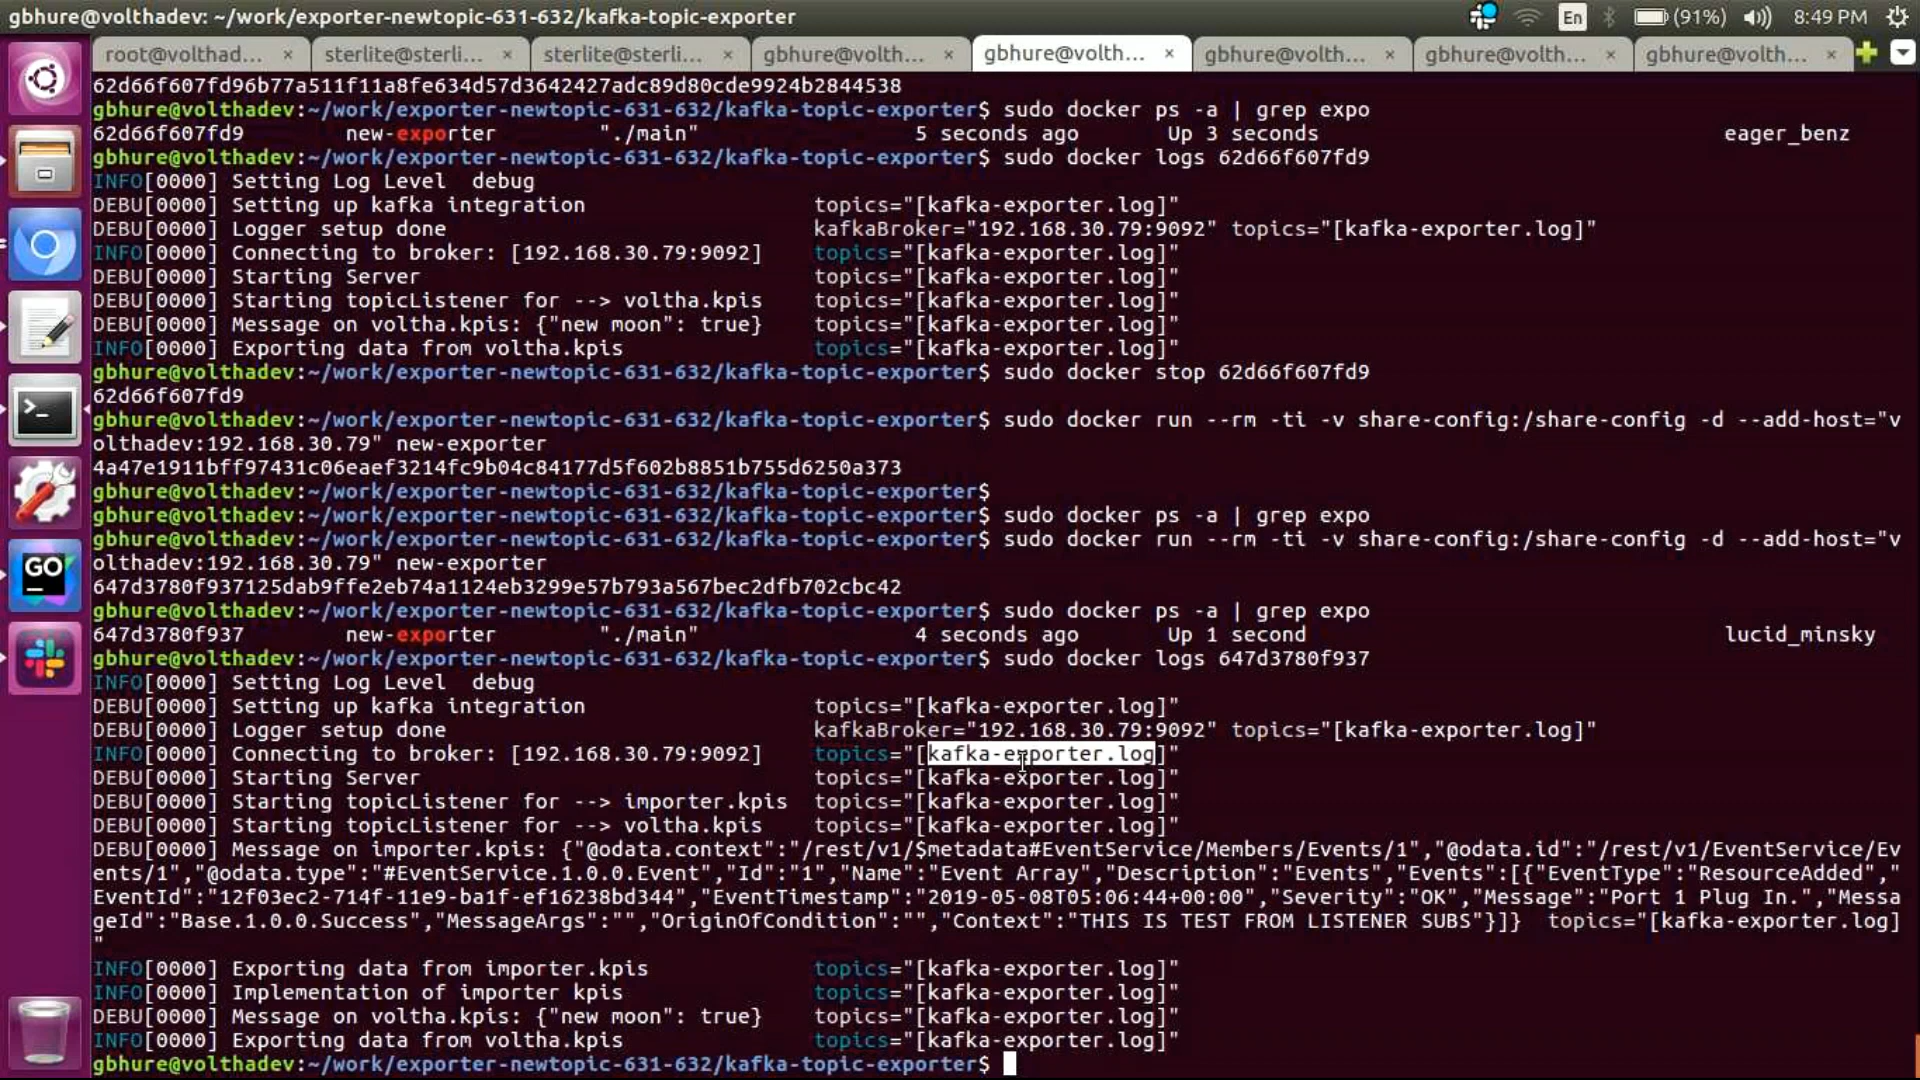 gbhure@volthadev: ~/work/exporter-newtopic-631-632/kafka-topic-exporter
En
(91%)
8:49 PM
root@volthad... × sterlite@sterli... × sterlite@sterli... × gbhure@volth... × gbhure@volth... × gbhure@volth... × gbhure@volth... × gbhure@volth... ×
62d66f607fd96b77a511f11a8fe634d57d3642427adc89d80cde9924b2844538
gbhure@volthadev:~/work/exporter-newtopic-631-632/kafka-topic-exporter$ sudo docker ps -a | grep expo
62d66f607fd9 new-exporter "./main" 5 seconds ago Up 3 seconds eager_benz
gbhure@volthadev:~/work/exporter-newtopic-631-632/kafka-topic-exporter$ sudo docker logs 62d66f607fd9
INFO[0000] Setting Log Level  debug
DEBU[0000] Setting up kafka integration topics="[kafka-exporter.log]"
DEBU[0000] Logger setup done kafkaBroker="192.168.30.79:9092" topics="[kafka-exporter.log]"
INFO[0000] Connecting to broker: [192.168.30.79:9092] topics="[kafka-exporter.log]"
DEBU[0000] Starting Server topics="[kafka-exporter.log]"
DEBU[0000] Starting topicListener for --> voltha.kpis topics="[kafka-exporter.log]"
DEBU[0000] Message on voltha.kpis: {"new moon": true} topics="[kafka-exporter.log]"
INFO[0000] Exporting data from voltha.kpis topics="[kafka-exporter.log]"
gbhure@volthadev:~/work/exporter-newtopic-631-632/kafka-topic-exporter$ sudo docker stop 62d66f607fd9
62d66f607fd9
gbhure@volthadev:~/work/exporter-newtopic-631-632/kafka-topic-exporter$ sudo docker run --rm -ti -v share-config:/share-config -d --add-host="v
olthadev:192.168.30.79" new-exporter
4a47e1911bff97431c06eaef3214fc9b04c84177d5f602b8851b755d6250a373
gbhure@volthadev:~/work/exporter-newtopic-631-632/kafka-topic-exporter$
gbhure@volthadev:~/work/exporter-newtopic-631-632/kafka-topic-exporter$ sudo docker ps -a | grep expo
gbhure@volthadev:~/work/exporter-newtopic-631-632/kafka-topic-exporter$ sudo docker run --rm -ti -v share-config:/share-config -d --add-host="v
olthadev:192.168.30.79" new-exporter
647d3780f937125dab9ffe2eb74a1124eb3299e57b793a567bec2dfb702cbc42
gbhure@volthadev:~/work/exporter-newtopic-631-632/kafka-topic-exporter$ sudo docker ps -a | grep expo
647d3780f937 new-exporter "./main" 4 seconds ago Up 1 second lucid_minsky
gbhure@volthadev:~/work/exporter-newtopic-631-632/kafka-topic-exporter$ sudo docker logs 647d3780f937
INFO[0000] Setting Log Level  debug
DEBU[0000] Setting up kafka integration topics="[kafka-exporter.log]"
DEBU[0000] Logger setup done kafkaBroker="192.168.30.79:9092" topics="[kafka-exporter.log]"
INFO[0000] Connecting to broker: [192.168.30.79:9092] topics="[kafka-exporter.log]"
DEBU[0000] Starting Server topics="[kafka-exporter.log]"
DEBU[0000] Starting topicListener for --> importer.kpis topics="[kafka-exporter.log]"
DEBU[0000] Starting topicListener for --> voltha.kpis topics="[kafka-exporter.log]"
DEBU[0000] Message on importer.kpis: {"@odata.context":"/rest/v1/$metadata#EventService/Members/Events/1","@odata.id":"/rest/v1/EventService/Ev
ents/1","@odata.type":"#EventService.1.0.0.Event","Id":"1","Name":"Event Array","Description":"Events","Events":[{"EventType":"ResourceAdded","
EventId":"12f03ec2-714f-11e9-ba1f-ef16238bd344","EventTimestamp":"2019-05-08T05:06:44+00:00","Severity":"OK","Message":"Port 1 Plug In.","Messa
geId":"Base.1.0.0.Success","MessageArgs":"","OriginOfCondition":"","Context":"THIS IS TEST FROM LISTENER SUBS"}]}  topics="[kafka-exporter.log]
"
INFO[0000] Exporting data from importer.kpis topics="[kafka-exporter.log]"
INFO[0000] Implementation of importer kpis topics="[kafka-exporter.log]"
DEBU[0000] Message on voltha.kpis: {"new moon": true} topics="[kafka-exporter.log]"
INFO[0000] Exporting data from voltha.kpis topics="[kafka-exporter.log]"
gbhure@volthadev:~/work/exporter-newtopic-631-632/kafka-topic-exporter$
GO